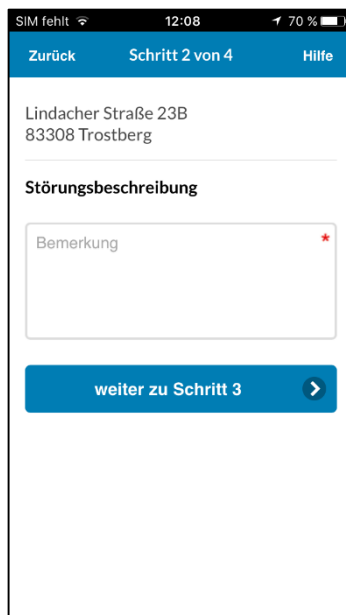 SIM fehlt 12:08 70 %
Zurück Schritt 2 von 4 Hilfe
Lindacher Straße 23B
83308 Trostberg
Störungsbeschreibung
Bemerkung *
weiter zu Schritt 3